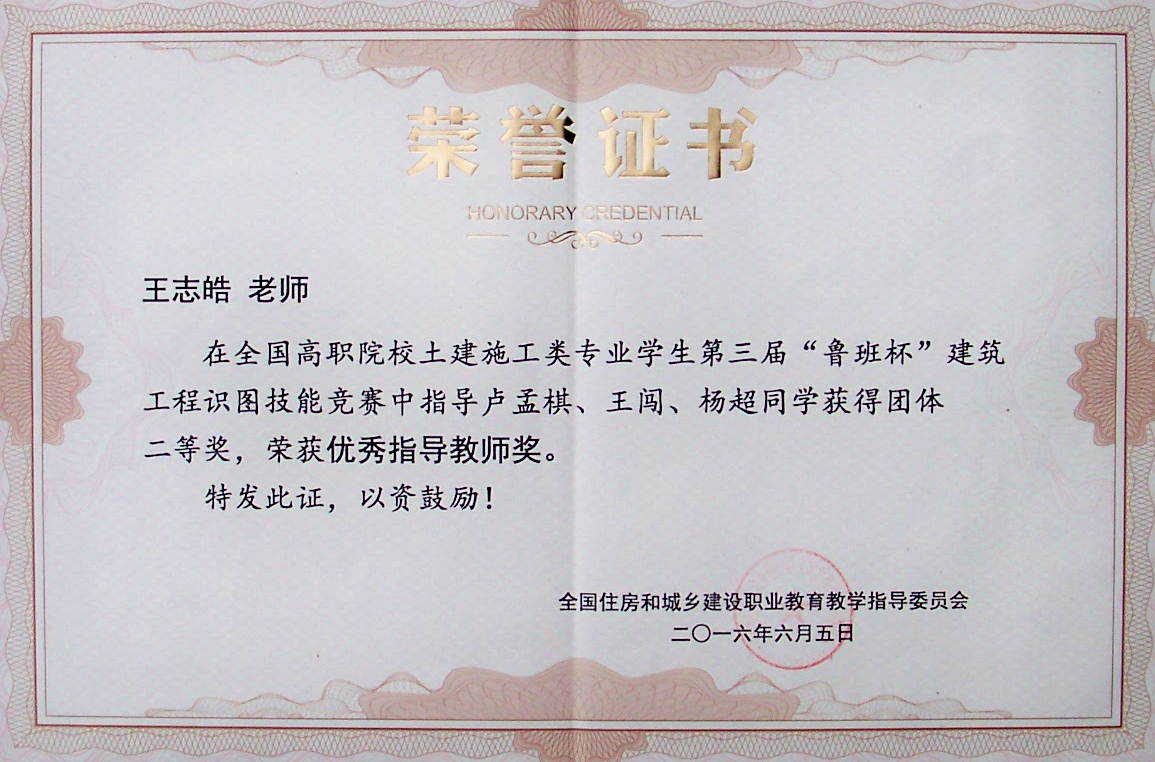 荣誉证书
HONORARY CREDENTIAL
王志皓 老师
在全国高职院校土建施工类专业学生第三届“鲁班杯”建筑
工程识图技能竞赛中指导卢孟棋、王闯、杨超同学获得团体
二等奖，荣获优秀指导教师奖。
特发此证，以资鼓励！
全国住房和城乡建设职业教育教学指导委员会
二〇一六年六月五日